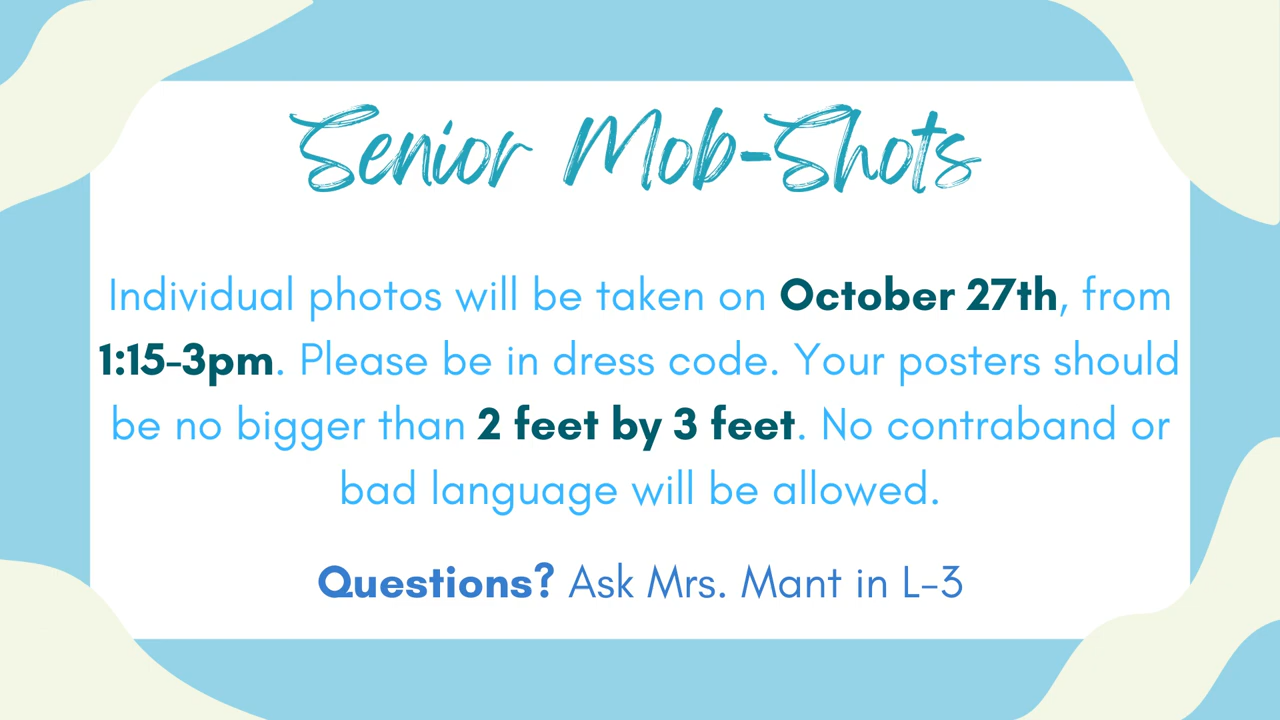 Senior Mob-Shots
Individual photos will be taken on October 27th, from
1:15-3pm. Please be in dress code. Your posters should
be no bigger than 2 feet by 3 feet. No contraband or
bad language will be allowed.
Questions? Ask Mrs. Mant in L-3